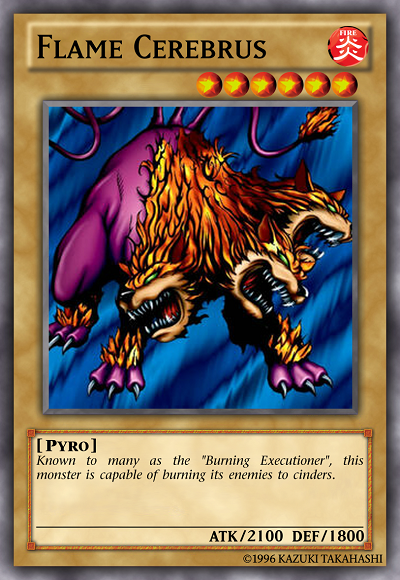 FLAME CEREBRUS
FIRE
炎
[PYRO]
Known to many as the "Burning Executioner", this
monster is capable of burning its enemies to cinders.
ATK/2100 DEF/1800
©1996 KAZUKI TAKAHASHI